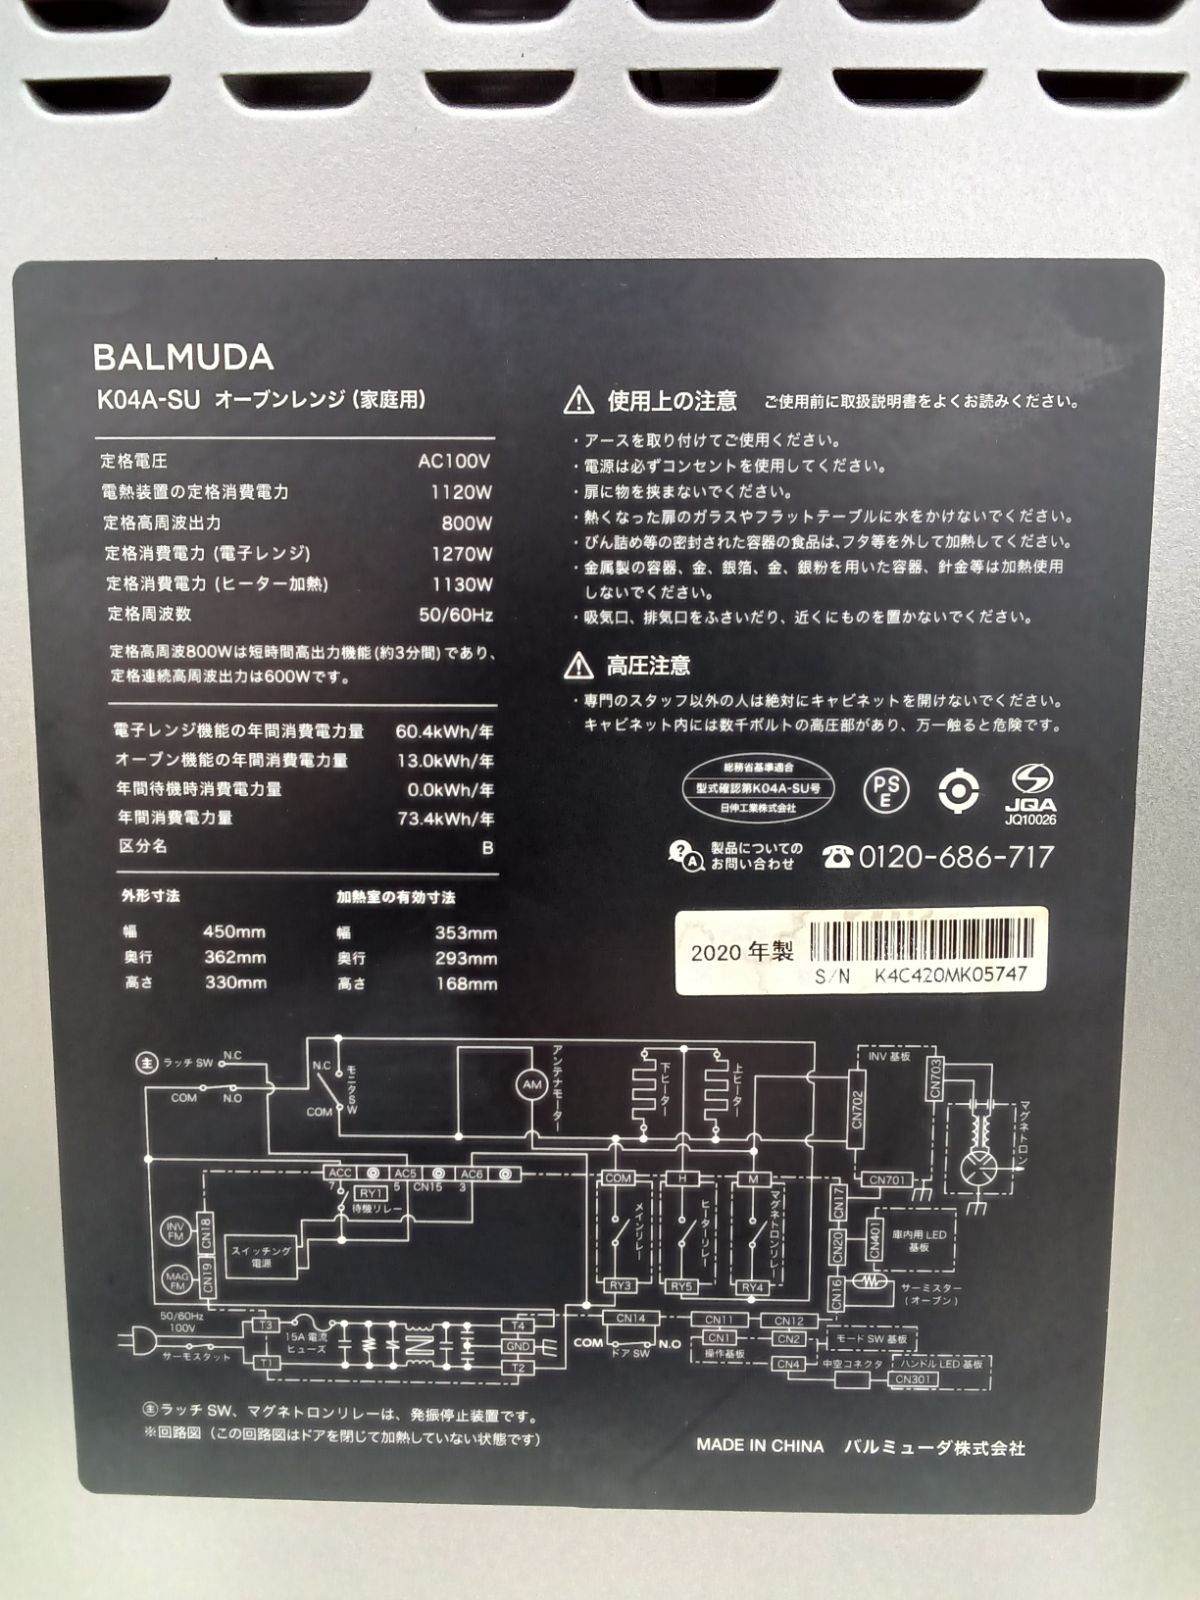 BALMUDA
K04A-SU オーブンレンジ (家庭用)
定格電圧 AC100V
電熱装置の定格消費電力 1120W
定格高周波出力 800W
定格消費電力 (電子レンジ) 1270W
定格消費電力 (ヒーター加熱) 1130W
定格周波数 50/60Hz
定格高周波800Wは短時間高出力機能(約3分間)であり、
定格連続高周波出力は600Wです。
電子レンジ機能の年間消費電力量 60.4kWh/年
オーブン機能の年間消費電力量 13.0kWh/年
年間待機時消費電力量 0.0kWh/年
年間消費電力量 73.4kWh/年
区分名 B
外形寸法 加熱室の有効寸法
幅 450mm 幅 353mm
奥行 362mm 奥行 293mm
高さ 330mm 高さ 168mm
使用上の注意 ご使用前に取扱説明書をよくお読みください。
・アースを取り付けてご使用ください。
・電源は必ずコンセントを使用してください。
・扉に物を挟まないでください。
・熱くなった扉のガラスやフラットテーブルに水をかけないでください。
・びん詰め等の密封された容器の食品は、フタ等を外して加熱してください。
・金属製の容器、金、銀箔、金、銀粉を用いた容器、針金等は加熱使用
しないでください。
・吸気口、排気口をふさいだり、近くにものを置かないでください。
高圧注意
・専門のスタッフ以外の人は絶対にキャビネットを開けないでください。
キャビネット内には数千ボルトの高圧部があり、万一触ると危険です。
総務省基準適合
型式確認第K04A-SU号
日伸工業株式会社
PS
E
JQA
JQ10026
?
A
製品についての
お問い合わせ
0120-686-717
2020 年製
S/N K4C420MK05747
主 ラッチ SW N.C
COM N.O
N.C
モニタSW
COM
AM
アンテナモーター
下ヒーター
上ヒーター
INV 基板
CN702
CN703
マグネトロン
CN701
ACC AC5 AC6
7 5 CN15 3
RY1
待機リレー
COM H M
メインリレー
ヒーターリレー
マグネトロンリレー
RY3 RY5 RY4
INV
FM
CN18
MAG
FM
CN19
スイッチング
電源
CN17
CN20
CN16
CN401
庫内用 LED
基板
サーミスター
(オーブン)
50/60Hz
100V
サーモスタット
T3
T1
15A 電流
ヒューズ
T4
GND
T2
CN14
COM N.O
ドア SW
CN11 CN12
CN1 CN2 モード SW 基板
操作基板
CN4 中空コネクタ ハンドル LED 基板
CN301
主ラッチ SW、マグネトロンリレーは、発振停止装置です。
※回路図 (この回路図はドアを閉じて加熱していない状態です)
MADE IN CHINA バルミューダ株式会社